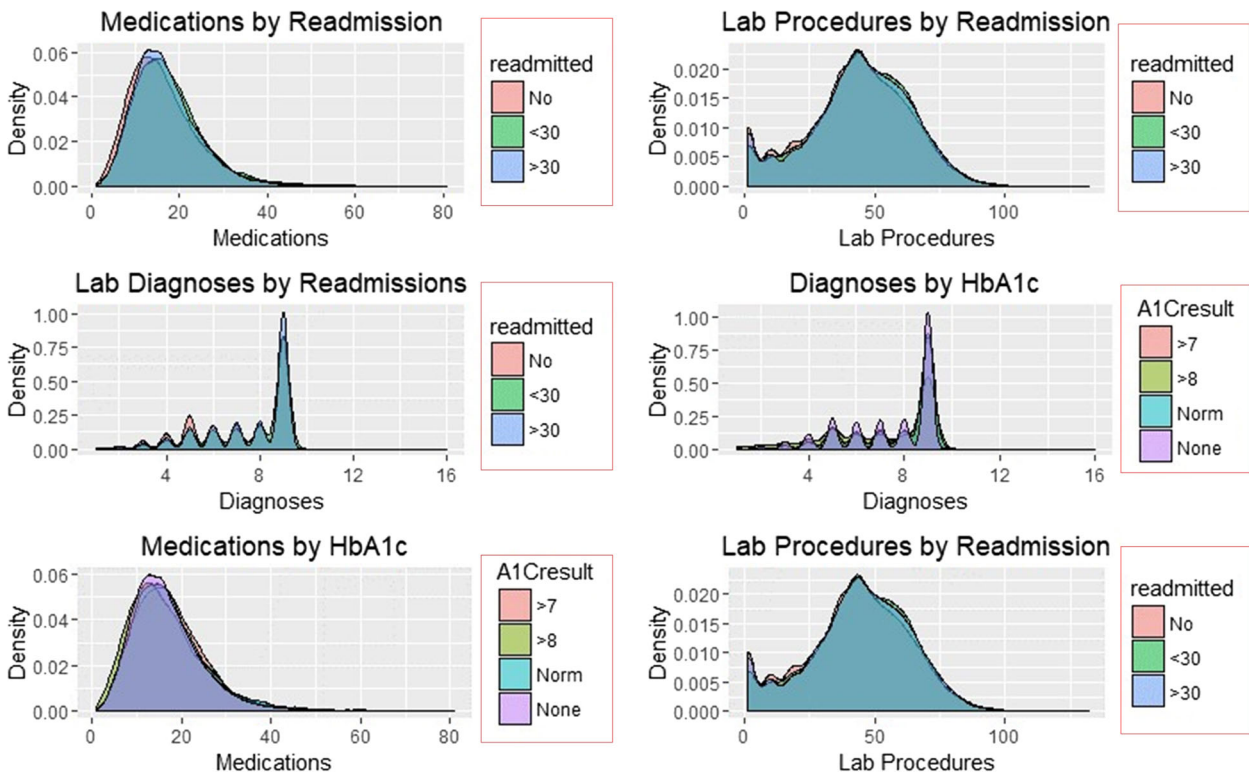 Medications by Readmission
Density
0.06
0.04
0.02
0.00
0
20
40
60
80
Medications
readmitted
No
<30
>30
Lab Procedures by Readmission
Density
0.020
0.015
0.010
0.005
0.000
0
50
100
Lab Procedures
readmitted
No
<30
>30
Lab Diagnoses by Readmissions
Density
1.00
0.75
0.50
0.25
0.00
4
8
12
16
Diagnoses
readmitted
No
<30
>30
Diagnoses by HbA1c
Density
1.00
0.75
0.50
0.25
0.00
4
8
12
16
Diagnoses
A1Cresult
>7
>8
Norm
None
Medications by HbA1c
Density
0.06
0.04
0.02
0.00
0
20
40
60
80
Medications
A1Cresult
>7
>8
Norm
None
Lab Procedures by Readmission
Density
0.020
0.015
0.010
0.005
0.000
0
50
100
Lab Procedures
readmitted
No
<30
>30